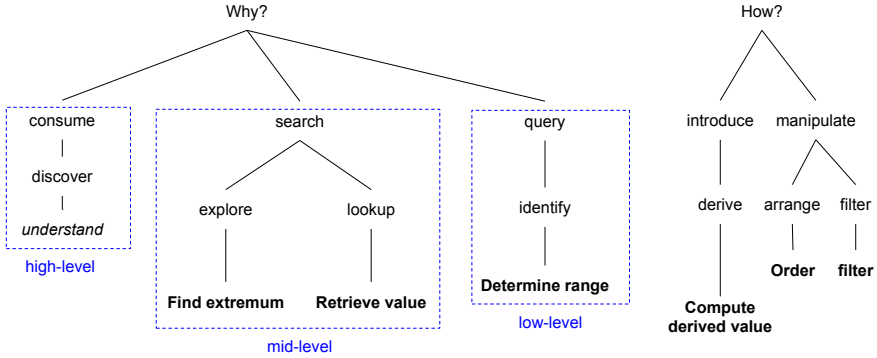 Why?
How?
consume
search
query
introduce
manipulate
discover
explore
lookup
identify
derive
arrange
filter
understand
high-level
Find extremum
Retrieve value
Determine range
Order
filter
Compute
derived value
low-level
mid-level